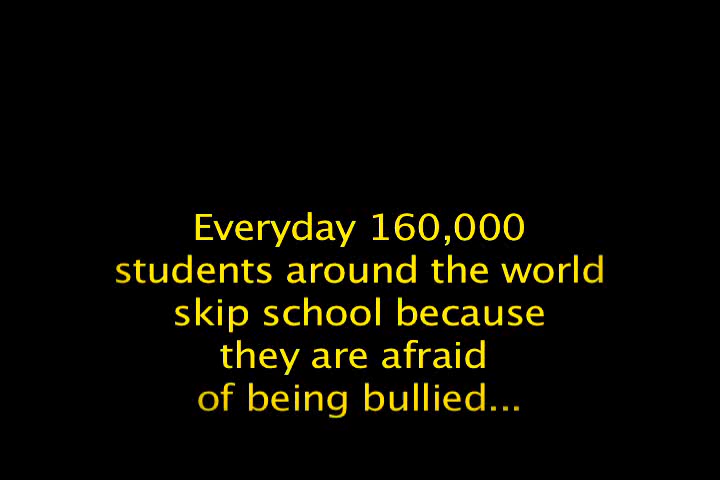 Everyday 160,000
students around the world
skip school because
they are afraid
of being bullied...